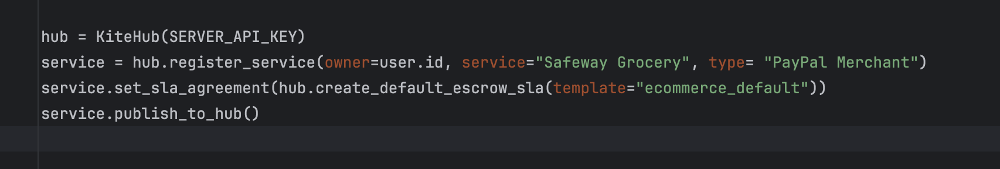 hub = KiteHub(SERVER_API_KEY)
service = hub.register_service(owner=user.id, service="Safeway Grocery", type= "PayPal Merchant")
service.set_sla_agreement(hub.create_default_escrow_sla(template="ecommerce_default"))
service.publish_to_hub()